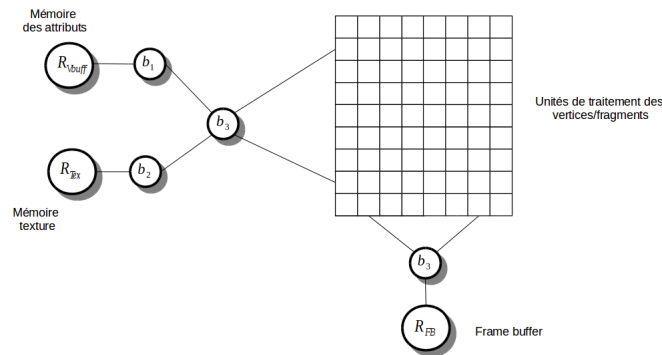 Mémoire
des attributs
R_Vbuff
b_1
b_3
R_Tex
b_2
Mémoire
texture
Unités de traitement des
vertices/fragments
b_3
R_FB
Frame buffer